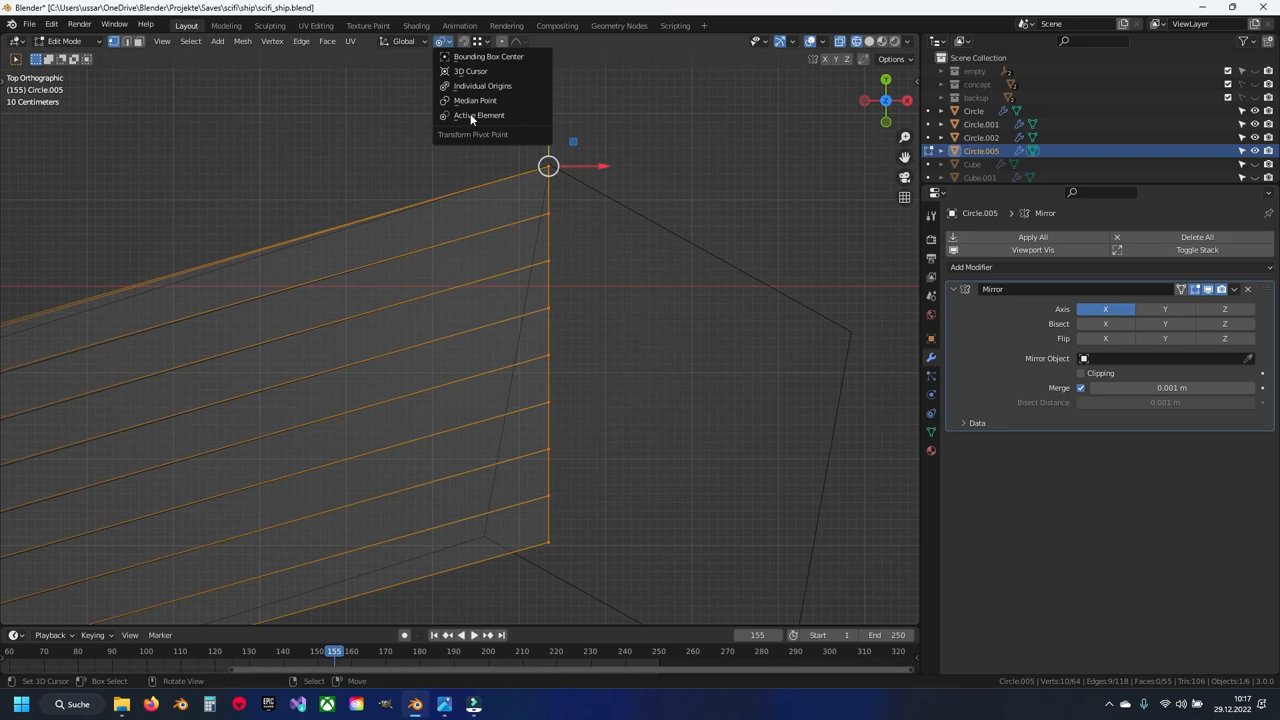 Blender* [C:\Users\ussar\OneDrive\Blender\Projekte\Saves\scifi\ship\scifi_ship.blend]
File Edit Render Window Help Layout Modeling Sculpting UV Editing Texture Paint Shading Animation Rendering Compositing Geometry Nodes Scripting + Scene ViewLayer
Edit Mode View Select Add Mesh Vertex Edge Face UV Global
X Y Z Options
Top Orthographic
(155) Circle.005
10 Centimeters
Bounding Box Center
3D Cursor
Individual Origins
Median Point
Active Element
Transform Pivot Point
Y
Z
X
Scene Collection
empty 2
concept 2
backup 2
Circle
Circle.001
Circle.002
Circle.005
Cube
Cube.001
Circle.005 Mirror
Apply All Delete All
Viewport Vis Toggle Stack
Add Modifier
Mirror
Axis X Y Z
Bisect X Y Z
Flip X Y Z
Mirror Object
Clipping
Merge 0.001 m
Bisect Distance 0.001 m
Data
Playback Keying View Marker 155 Start 1 End 250
60 70 80 90 100 110 120 130 140 150 155 160 170 180 190 200 210 220 230 240 250 260 270 280 290 300 310 320
Set 3D Cursor Box Select Rotate View Select Move Circle.005 | Verts:10/64 | Edges:9/118 | Faces:0/55 | Tris:106 | Objects:1/6 | 3.0.0
Suche
EPIC GAMES
10:17
29.12.2022